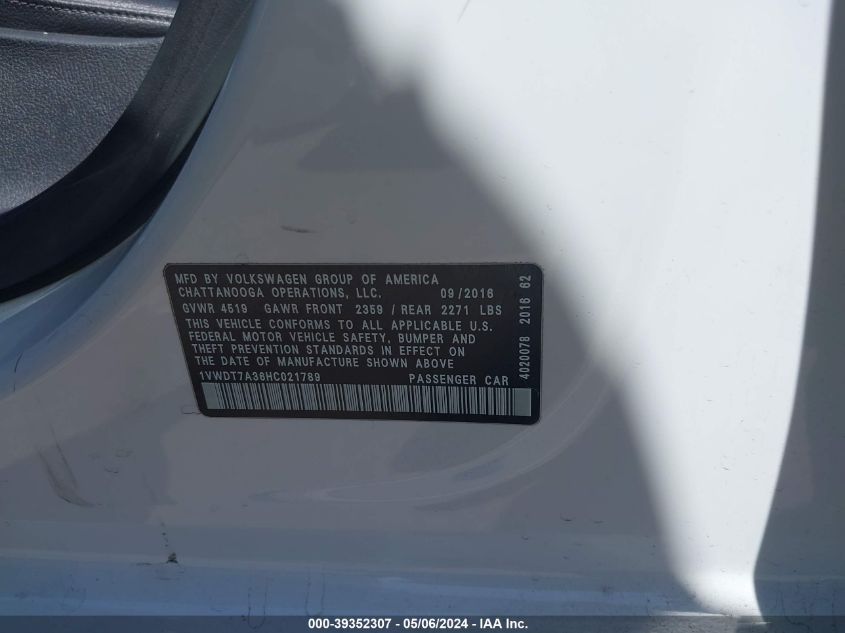 MFD BY VOLKSWAGEN GROUP OF AMERICA
CHATTANOOGA OPERATIONS, LLC. 09/2016
GVWR 4519 GAWR FRONT 2359 / REAR 2271 LBS
THIS VEHICLE CONFORMS TO ALL APPLICABLE U.S.
FEDERAL MOTOR VEHICLE SAFETY, BUMPER AND
THEFT PREVENTION STANDARDS IN EFFECT ON
THE DATE OF MANUFACTURE SHOWN ABOVE
1VWDT7A38HC021789 PASSENGER CAR
4020078 2016 62
000-39352307 - 05/06/2024 - IAA Inc.